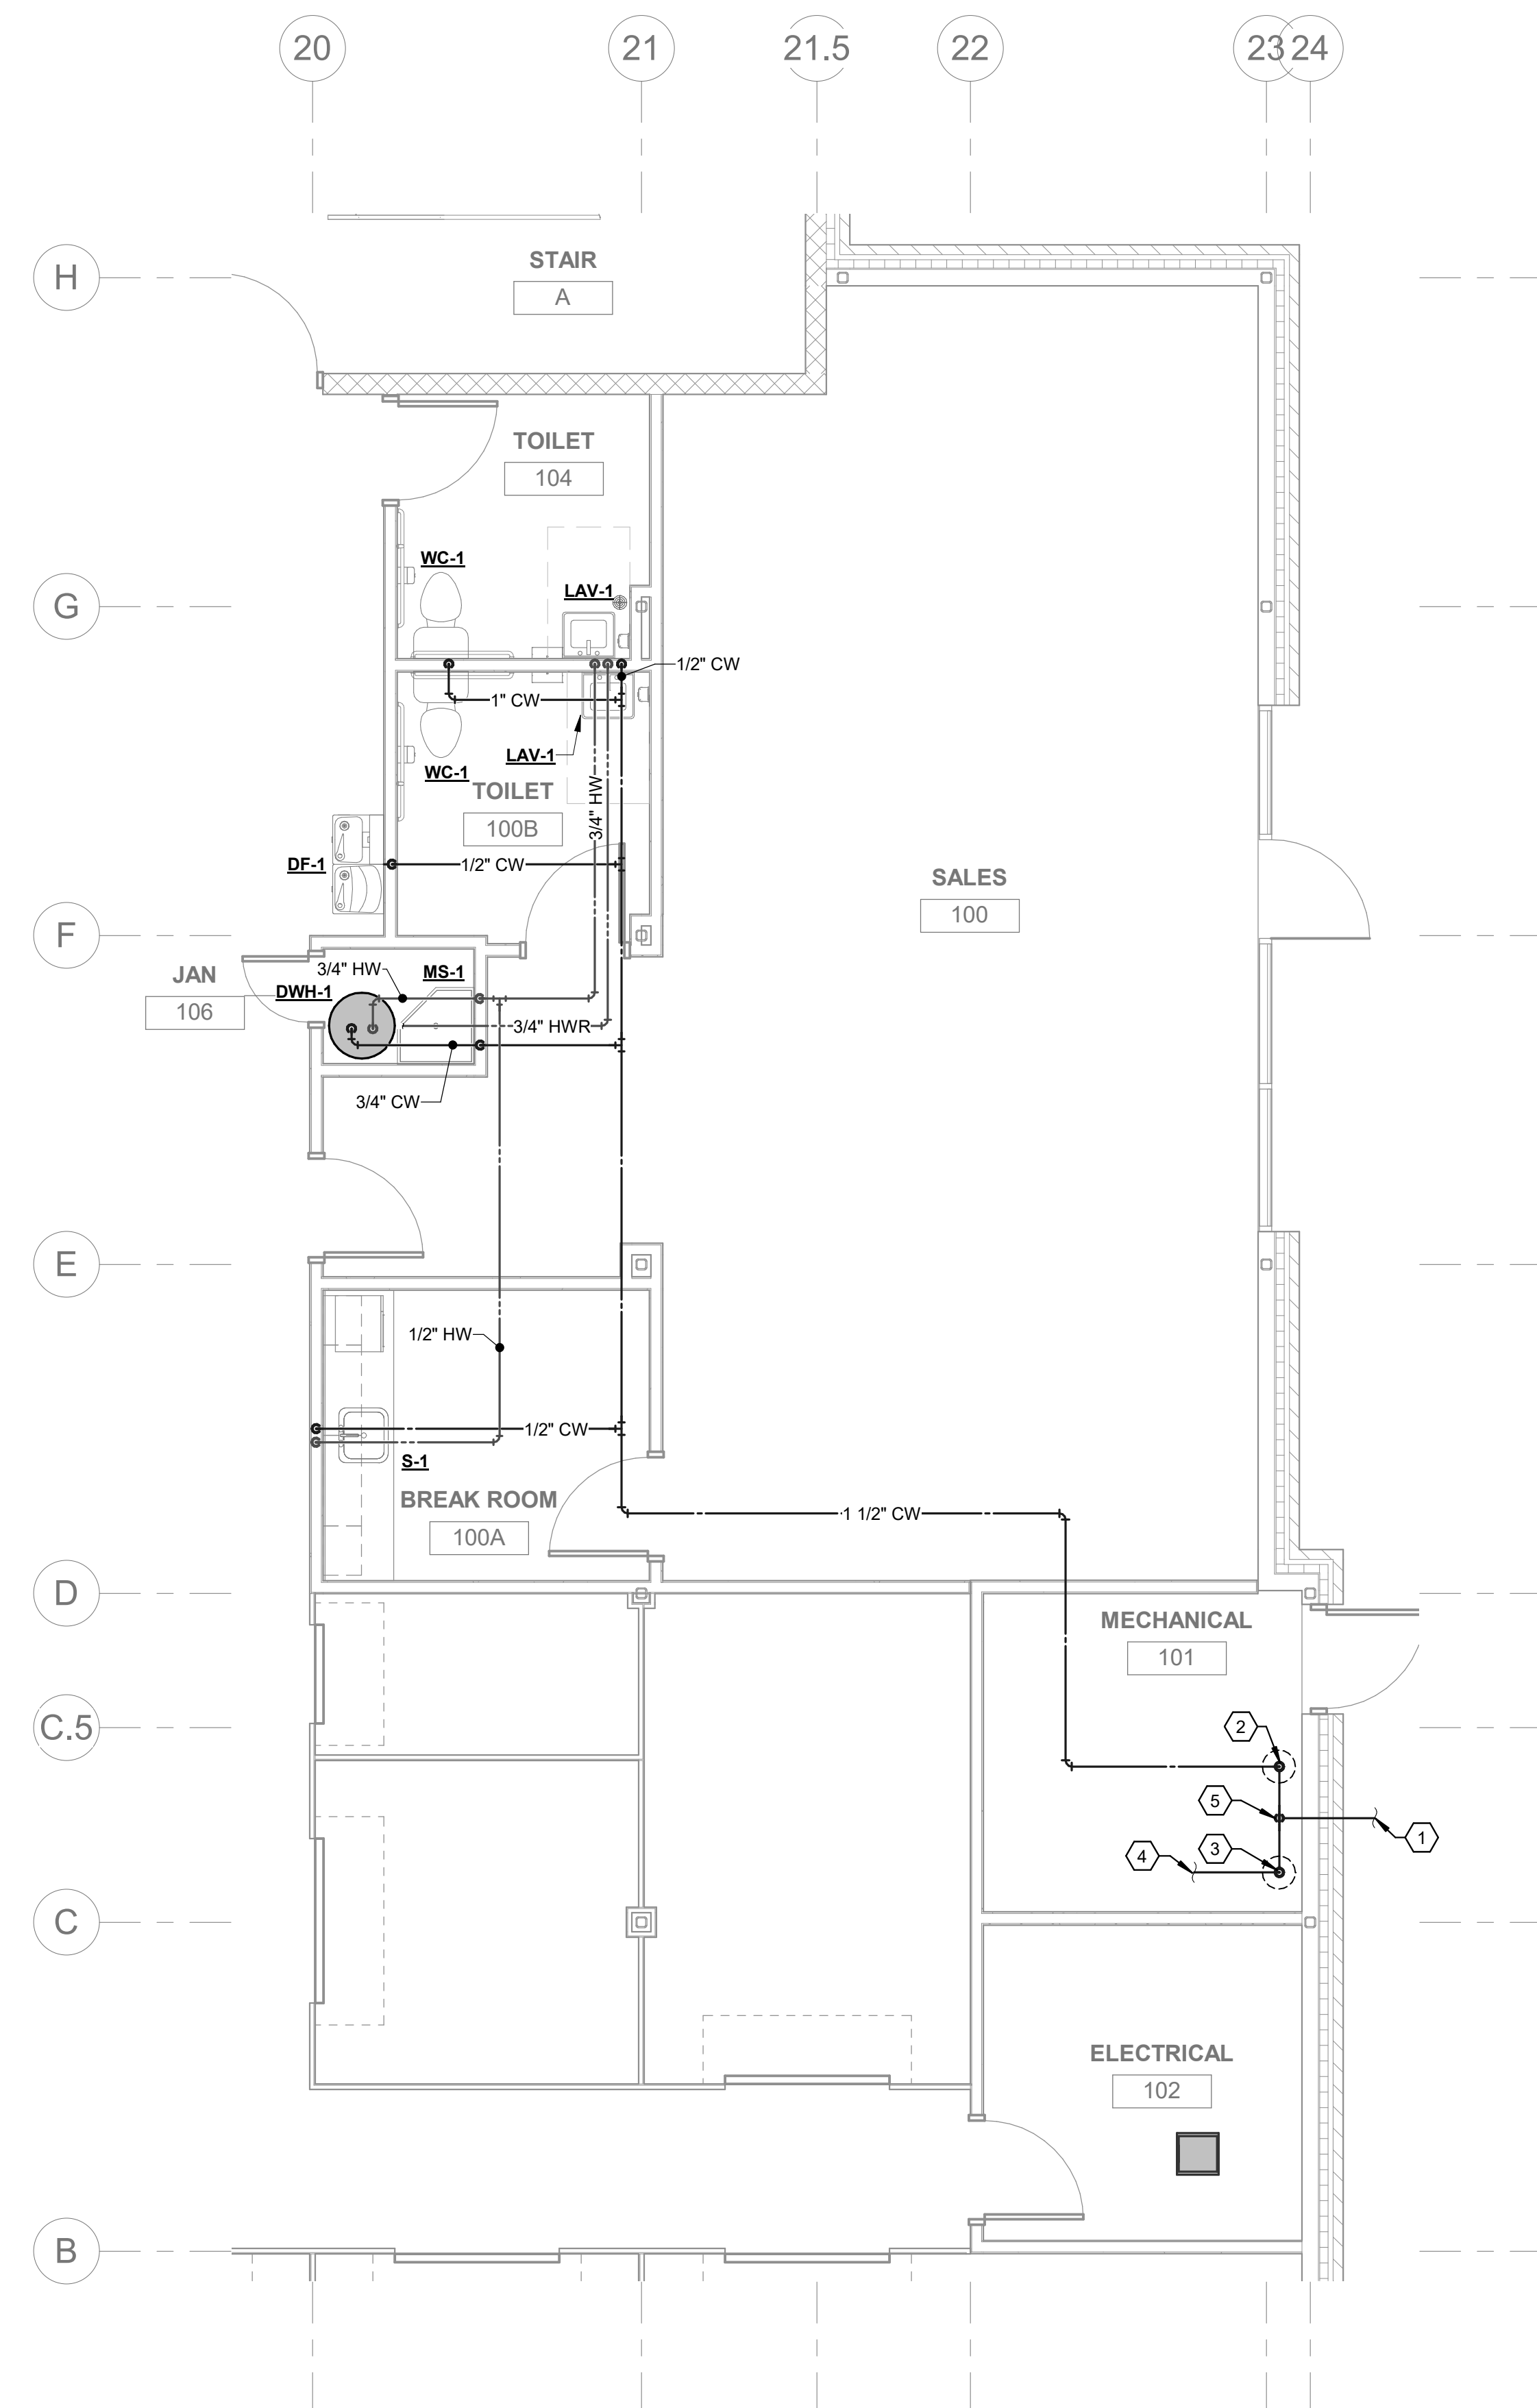 20
21
21.5
22
23
24
H
STAIR
A
TOILET
104
WC-1
LAV-1
G
1/2" CW
1" CW
LAV-1
WC-1
TOILET
100B
3/4" HW
DF-1
1/2" CW
SALES
100
F
JAN
106
3/4" HW
MS-1
DWH-1
3/4" HWR
3/4" CW
E
1/2" HW
1/2" CW
S-1
BREAK ROOM
100A
1 1/2" CW
D
MECHANICAL
101
C.5
2
5
1
4
3
C
ELECTRICAL
102
B